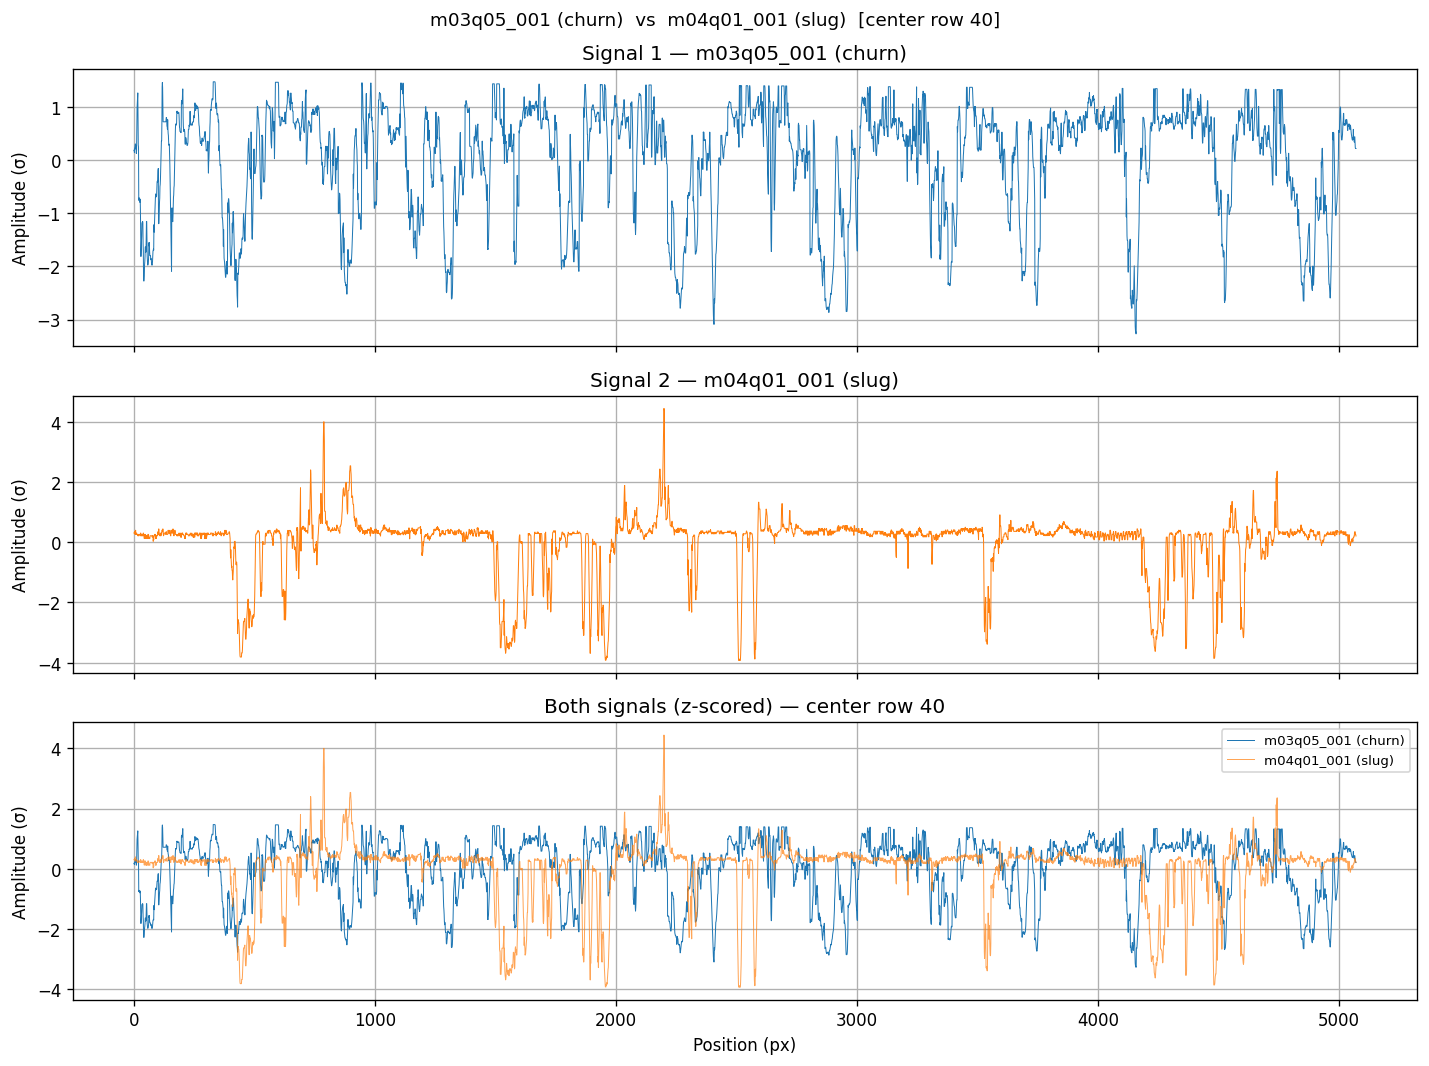 m03q05_001 (churn)  vs  m04q01_001 (slug)  [center row 40]
Signal 1 — m03q05_001 (churn)
Amplitude (σ)
1
0
−1
−2
−3
Signal 2 — m04q01_001 (slug)
Amplitude (σ)
4
2
0
−2
−4
Both signals (z-scored) — center row 40
Amplitude (σ)
4
2
0
−2
−4
m03q05_001 (churn)
m04q01_001 (slug)
0
1000
2000
3000
4000
5000
Position (px)